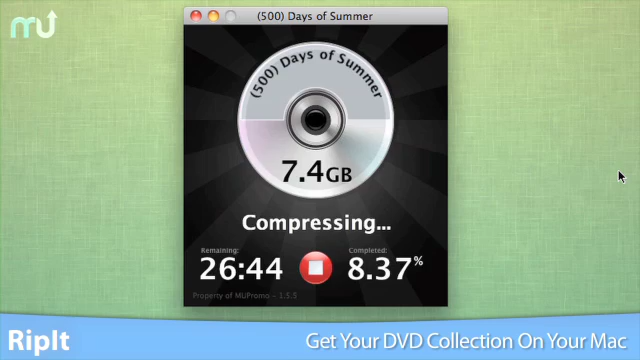 mu
(500) Days of Summer
(500) Days of Summer
7.4GB
Compressing...
Remaining:
Completed:
26:44
8.37%
Property of MUPromo - 1.5.5
RipIt
Get Your DVD Collection On Your Mac